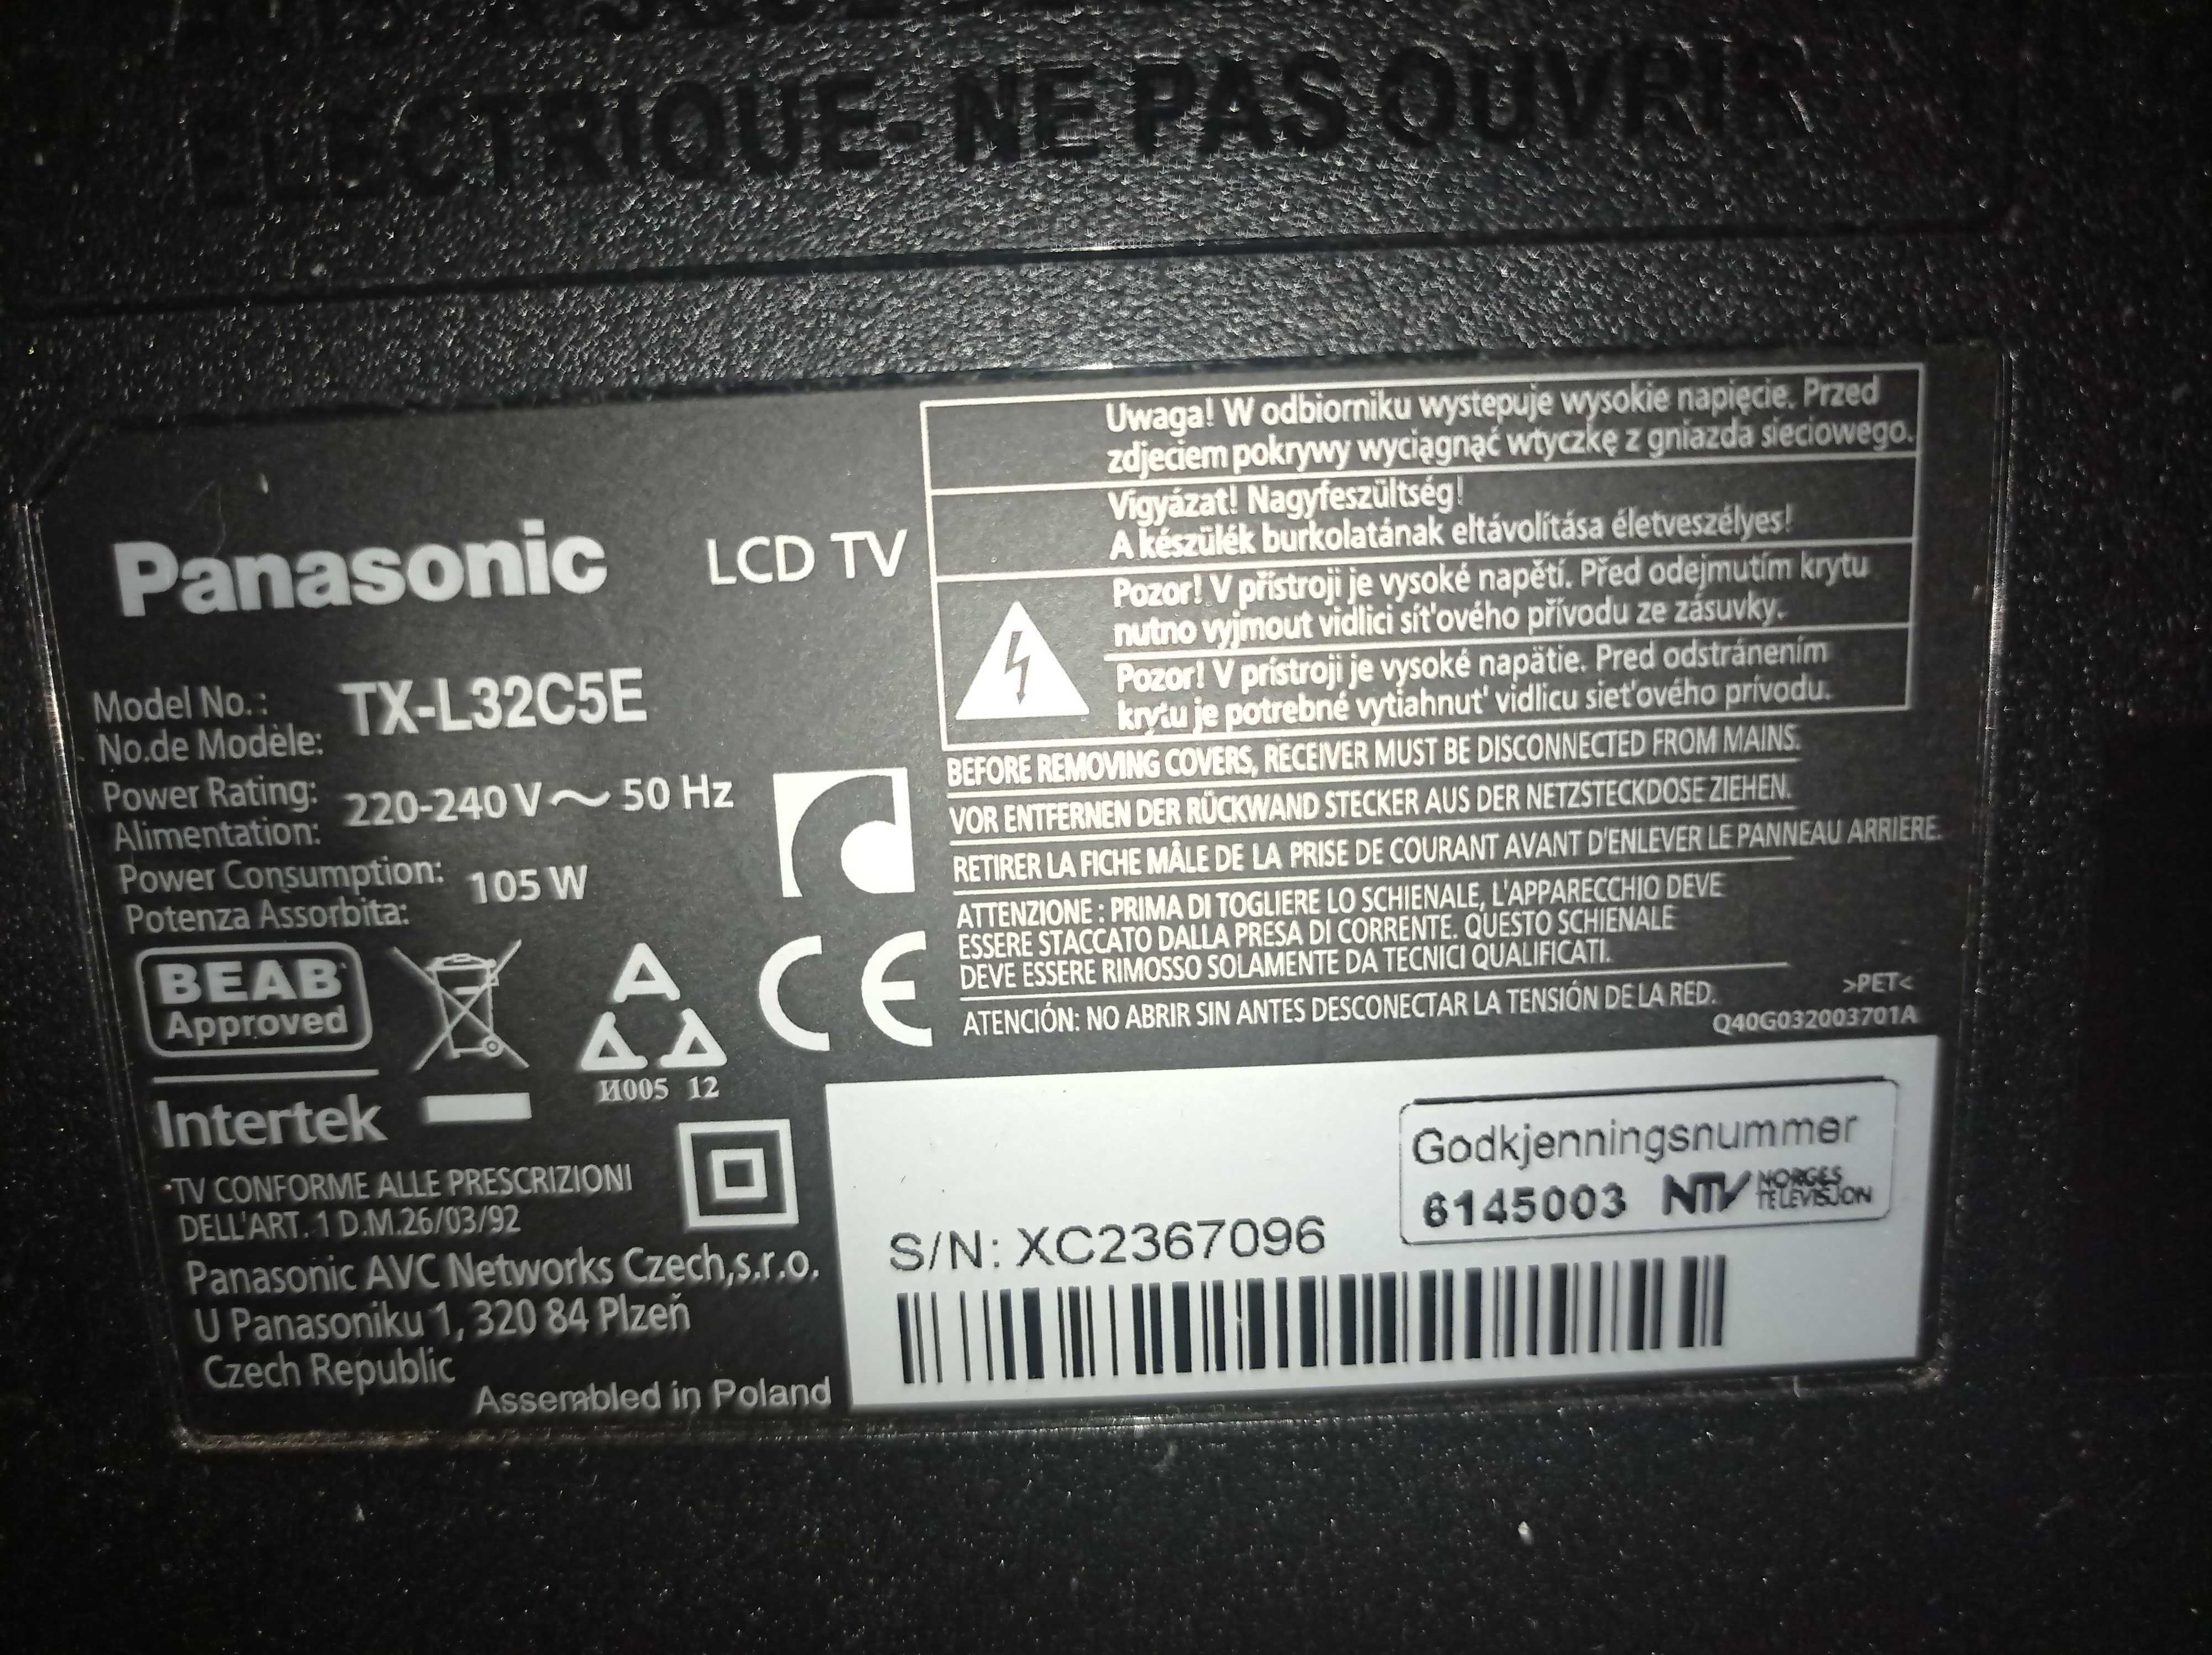 ELECTRIQUE-NE PAS OUVRIR
Panasonic LCD TV
Model No.: TX-L32C5E
No.de Modèle:
Power Rating: 220-240 V ~ 50 Hz
Alimentation:
Power Consumption: 105 W
Potenza Assorbita:
BEAB
Approved
Intertek
И005 12
CE
TV CONFORME ALLE PRESCRIZIONI
DELL'ART. 1 D.M.26/03/92
Panasonic AVC Networks Czech,s.r.o.
U Panasoniku 1, 320 84 Plzeň
Czech Republic
Assembled in Poland
Uwaga! W odbiorniku wystepuje wysokie napięcie. Przed
zdjeciem pokrywy wyciągnąć wtyczkę z gniazda sieciowego.
Vigyázat! Nagyfeszültség!
A készülék burkolatának eltávolítása életveszélyes!
Pozor! V přístroji je vysoké napětí. Před odejmutím krytu
nutno vyjmout vidlici sít'ového přívodu ze zásuvky.
Pozor! V prístroji je vysoké napätie. Pred odstránením
krytu je potrebné vytiahnut' vidlicu siet'ového prívodu.
BEFORE REMOVING COVERS, RECEIVER MUST BE DISCONNECTED FROM MAINS.
VOR ENTFERNEN DER RÜCKWAND STECKER AUS DER NETZSTECKDOSE ZIEHEN.
RETIRER LA FICHE MÂLE DE LA PRISE DE COURANT AVANT D'ENLEVER LE PANNEAU ARRIERE.
ATTENZIONE : PRIMA DI TOGLIERE LO SCHIENALE, L'APPARECCHIO DEVE
ESSERE STACCATO DALLA PRESA DI CORRENTE. QUESTO SCHIENALE
DEVE ESSERE RIMOSSO SOLAMENTE DA TECNICI QUALIFICATI.
ATENCIÓN: NO ABRIR SIN ANTES DESCONECTAR LA TENSIÓN DE LA RED.
>PET<
Q40G032003701A
Godkjenningsnummer
6145003 NTV NORGES
TELEVISJON
S/N: XC2367096